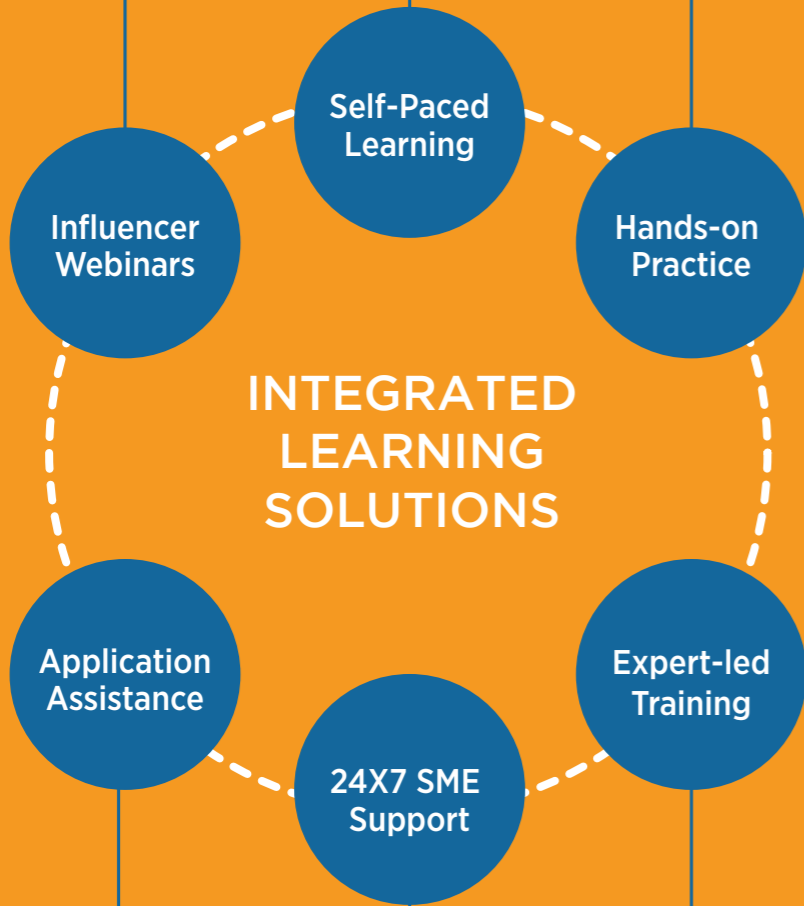 Self-Paced
Learning
Influencer
Webinars
Hands-on
Practice
INTEGRATED
LEARNING
SOLUTIONS
Application
Assistance
Expert-led
Training
24X7 SME
Support